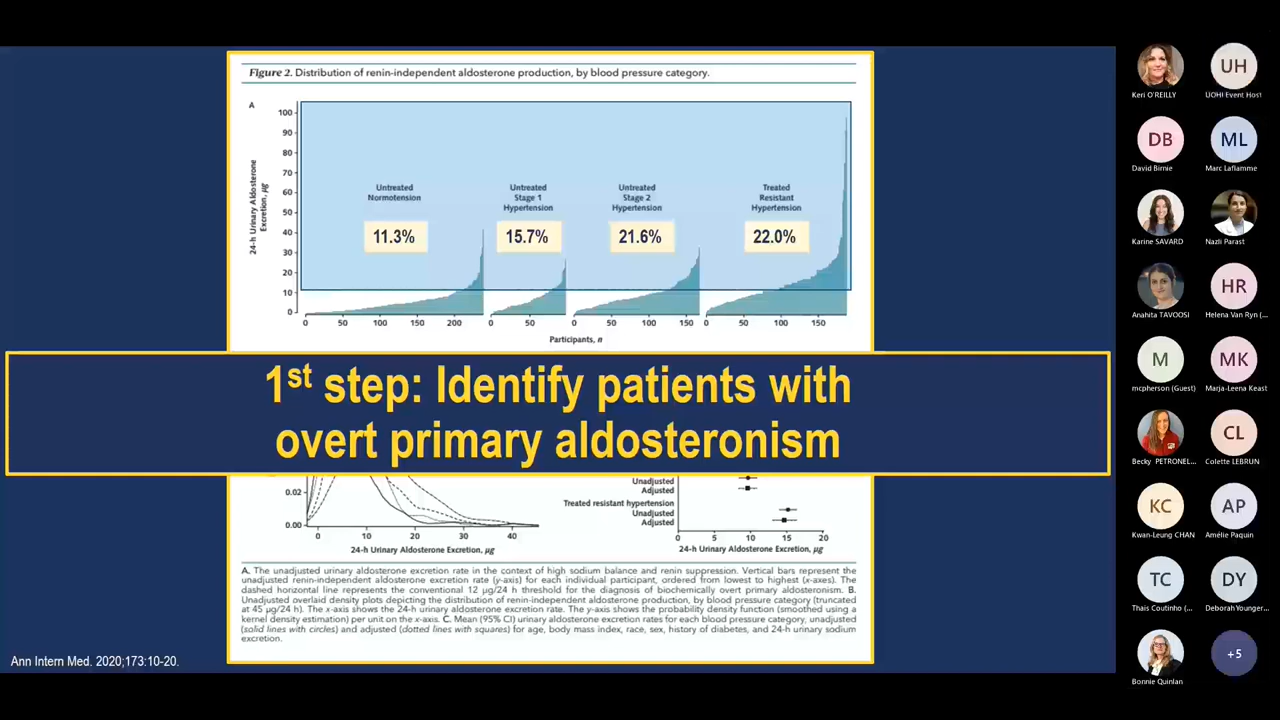 Figure 2. Distribution of renin-independent aldosterone production, by blood pressure category.
A
24-h Urinary Aldosterone
Excretion, µg
100
90
80
70
60
50
40
30
20
10
0
Untreated
Normotension
11.3%
Untreated
Stage 1
Hypertension
15.7%
Untreated
Stage 2
Hypertension
21.6%
Treated
Resistant
Hypertension
22.0%
0 50 100 150 200
0 50
0 50 100 150
0 50 100 150
Participants, n
1st step: Identify patients with
overt primary aldosteronism
0.02
0.00
0 10 20 30 40
24-h Urinary Aldosterone Excretion, µg
Unadjusted
Adjusted
Treated resistant hypertension
Unadjusted
Adjusted
0 5 10 15 20
24-h Urinary Aldosterone Excretion, µg
A. The unadjusted urinary aldosterone excretion rate in the context of high sodium balance and renin suppression. Vertical bars represent the
unadjusted renin-independent aldosterone excretion rate (y-axis) for each individual participant, ordered from lowest to highest (x-axes). The
dashed horizontal line represents the conventional 12 µg/24 h threshold for the diagnosis of biochemically overt primary aldosteronism. B.
Unadjusted overlaid density plots depicting the distribution of renin-independent aldosterone production, by blood pressure category (truncated
at 45 µg/24 h). The x-axis shows the 24-h urinary aldosterone excretion rate. The y-axis shows the probability density function (smoothed using a
kernel density estimation) per unit on the x-axis. C. Mean (95% CI) urinary aldosterone excretion rates for each blood pressure category, unadjusted
(solid lines with circles) and adjusted (dotted lines with squares) for age, body mass index, race, sex, history of diabetes, and 24-h urinary sodium
excretion.
Ann Intern Med. 2020;173:10-20.
Keri O'REILLY
UH
UOHI Event Host
DB
David Birnie
ML
Marc Laflamme
Karine SAVARD
Nazli Parast
Anahita TAVOOSI
HR
Helena Van Ryn (...
M
mcpherson (Guest)
MK
Marja-Leena Keast
Becky PETRONEL...
CL
Colette LEBRUN
KC
Kwan-Leung CHAN
AP
Amélie Paquin
TC
Thais Coutinho (...
DY
Deborah Younger...
Bonnie Quinlan
+5